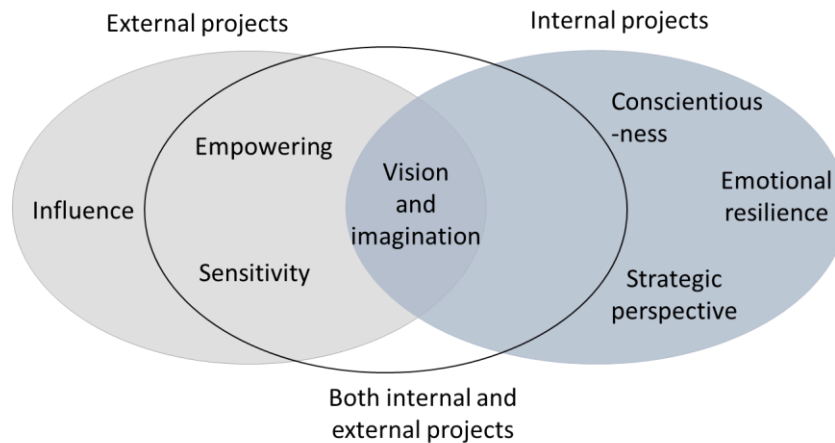 External projects
Internal projects
Conscientious
-ness
Empowering
Vision
and
imagination
Emotional
resilience
Influence
Sensitivity
Strategic
perspective
Both internal and
external projects